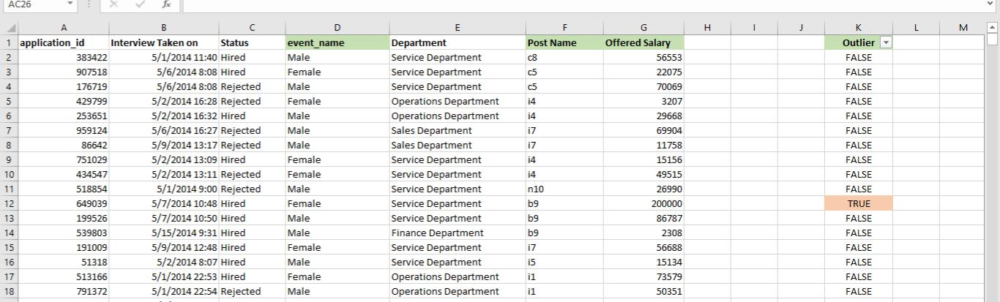 AC26 fx
A B C D E F G H I J K L M
1 application_id Interview Taken on Status event_name Department Post Name Offered Salary Outlier
2 383422 5/1/2014 11:40 Hired Male Service Department c8 56553 FALSE
3 907518 5/6/2014 8:08 Hired Female Service Department c5 22075 FALSE
4 176719 5/6/2014 8:08 Rejected Male Service Department c5 70069 FALSE
5 429799 5/2/2014 16:28 Rejected Female Operations Department i4 3207 FALSE
6 253651 5/2/2014 16:32 Hired Male Operations Department i4 29668 FALSE
7 959124 5/6/2014 16:27 Rejected Male Sales Department i7 69904 FALSE
8 86642 5/9/2014 13:17 Rejected Male Sales Department i7 11758 FALSE
9 751029 5/2/2014 13:09 Hired Female Service Department i4 15156 FALSE
10 434547 5/2/2014 13:11 Rejected Female Service Department i4 49515 FALSE
11 518854 5/1/2014 9:00 Rejected Male Service Department n10 26990 FALSE
12 649039 5/7/2014 10:48 Hired Female Service Department b9 200000 TRUE
13 199526 5/7/2014 10:50 Hired Male Service Department b9 86787 FALSE
14 539803 5/15/2014 9:31 Hired Male Finance Department b9 2308 FALSE
15 191009 5/9/2014 12:48 Hired Female Service Department i7 56688 FALSE
16 51318 5/2/2014 8:07 Hired Male Service Department i5 15134 FALSE
17 513166 5/1/2014 22:53 Hired Female Operations Department i1 73579 FALSE
18 791372 5/1/2014 22:54 Rejected Male Operations Department i1 50351 FALSE